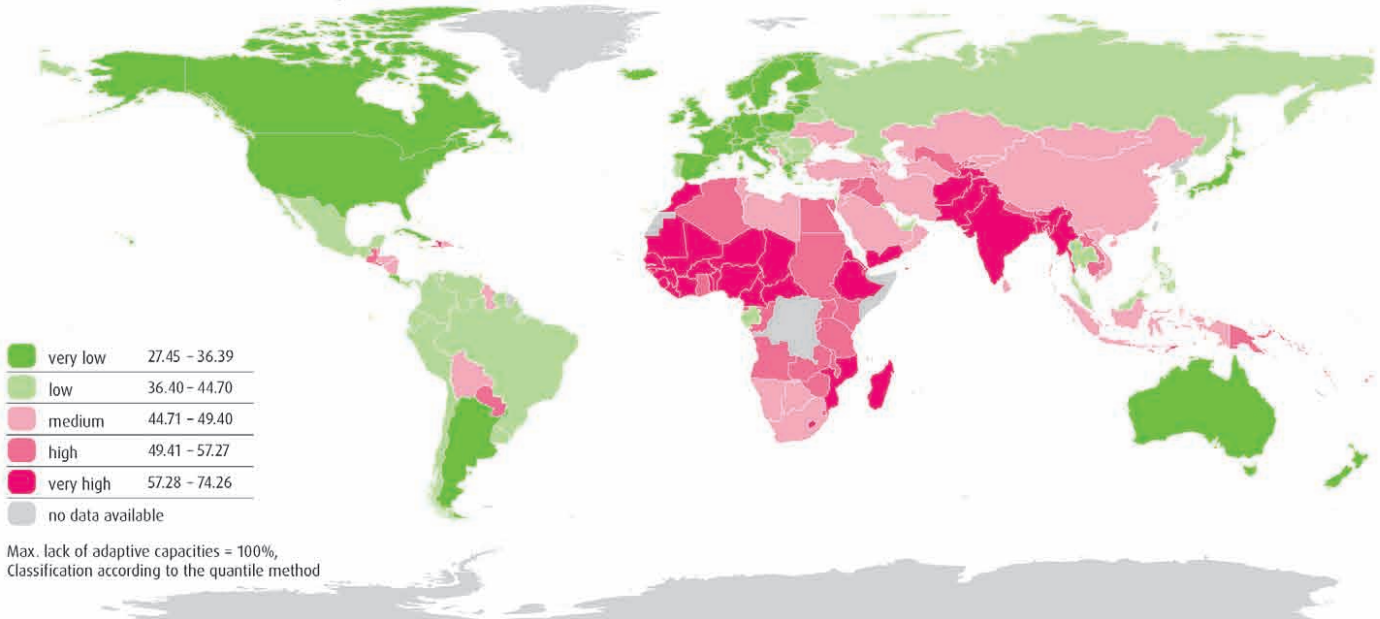 very low 27.45 – 36.39
low 36.40 – 44.70
medium 44.71 – 49.40
high 49.41 – 57.27
very high 57.28 – 74.26
no data available
Max. lack of adaptive capacities = 100%,
Classification according to the quantile method